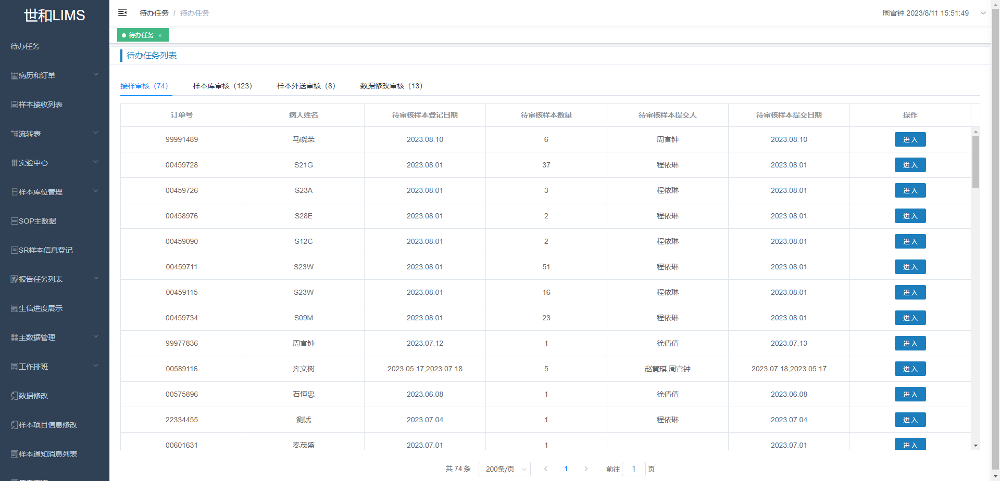 世和LIMS
待办任务
病历和订单
样本接收列表
流转表
实验中心
样本库位管理
SOP主数据
SR样本信息登记
报告任务列表
生信进度展示
主数据管理
工作排班
数据修改
样本项目信息修改
样本通知消息列表
待办任务 / 待办任务
周官钟 2023/8/11 15:51:49
待办任务 ×
待办任务列表
接样审核（74） 样本库审核（123） 样本外送审核（8） 数据修改审核（13）
订单号 病人姓名 待审核样本登记日期 待审核样本数量 待审核样本提交人 待审核样本提交日期 操作
99991489 马晓荣 2023.08.10 6 周官钟 2023.08.10 进 入
00459728 S21G 2023.08.01 37 程依琳 2023.08.01 进 入
00459726 S23A 2023.08.01 3 程依琳 2023.08.01 进 入
00458976 S28E 2023.08.01 2 程依琳 2023.08.01 进 入
00459090 S12C 2023.08.01 2 程依琳 2023.08.01 进 入
00459711 S23W 2023.08.01 51 程依琳 2023.08.01 进 入
00459115 S23W 2023.08.01 16 程依琳 2023.08.01 进 入
00459734 S09M 2023.08.01 23 程依琳 2023.08.01 进 入
99977836 周官钟 2023.07.12 1 徐倩倩 2023.07.13 进 入
00589116 齐文树 2023.05.17,2023.07.18 5 赵慧琪,周官钟 2023.07.18,2023.05.17 进 入
00575896 石恒忠 2023.06.08 1 徐倩倩 2023.06.08 进 入
22334455 测试 2023.07.04 1 程依琳 2023.07.04 进 入
00601631 秦茂盛 2023.07.01 1 2023.07.01 进 入
共 74 条 200条/页 1 前往 1 页